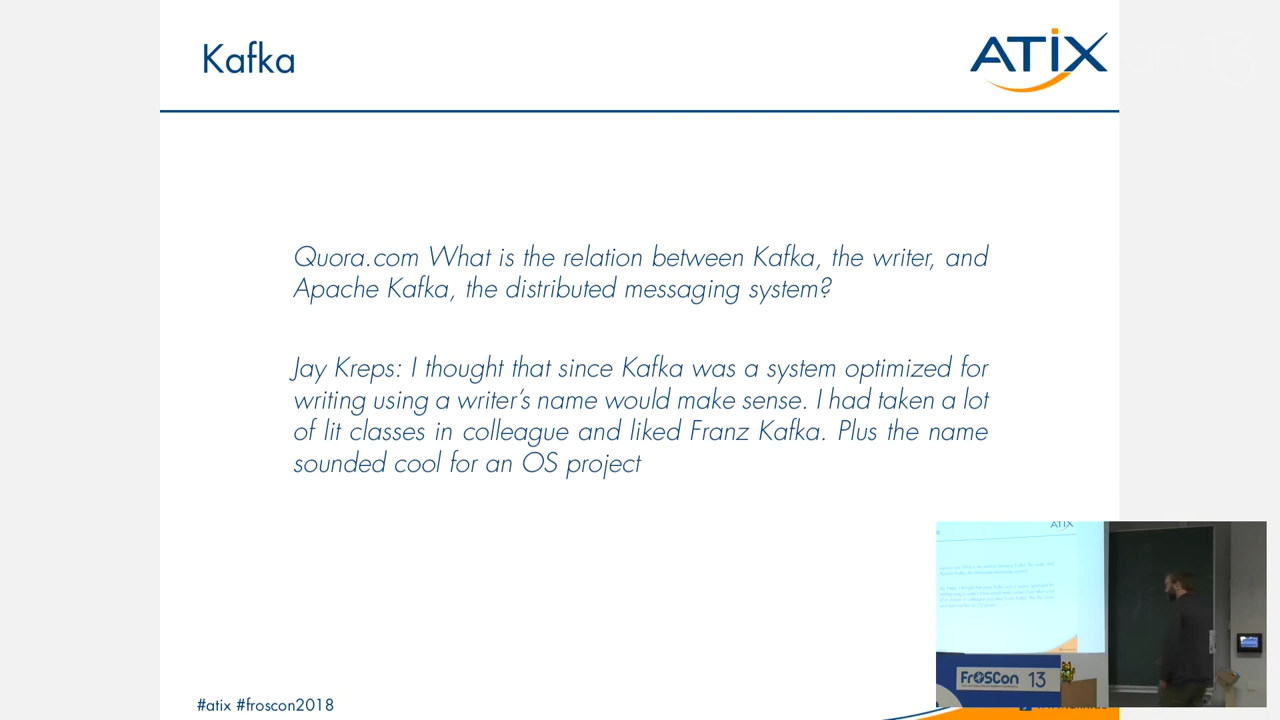 Kafka
ATIX
Quora.com What is the relation between Kafka, the writer, and
Apache Kafka, the distributed messaging system?
Jay Kreps: I thought that since Kafka was a system optimized for
writing using a writer's name would make sense. I had taken a lot
of lit classes in colleague and liked Franz Kafka. Plus the name
sounded cool for an OS project
ATIX
FrOSCon 13
#atix #froscon2018